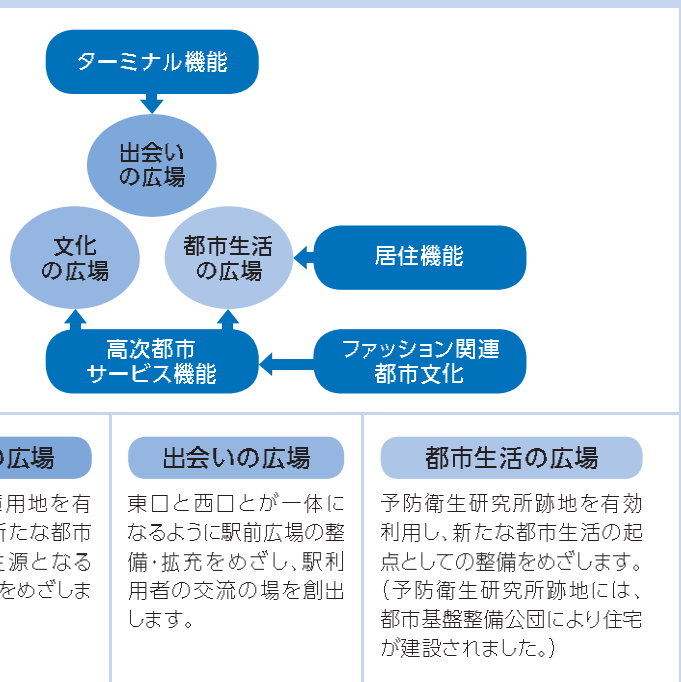 ターミナル機能
出会い
の広場
文化
の広場
都市生活
の広場
居住機能
高次都市
サービス機能
ファッション関連
都市文化
の広場
用地を有
新たな都市
生源となる
をめざしま
出会いの広場
東口と西口とが一体に
なるように駅前広場の整
備・拡充をめざし、駅利
用者の交流の場を創出
します。
都市生活の広場
予防衛生研究所跡地を有効
利用し、新たな都市生活の起
点としての整備をめざします。
（予防衛生研究所跡地には、
都市基盤整備公団により住宅
が建設されました。）